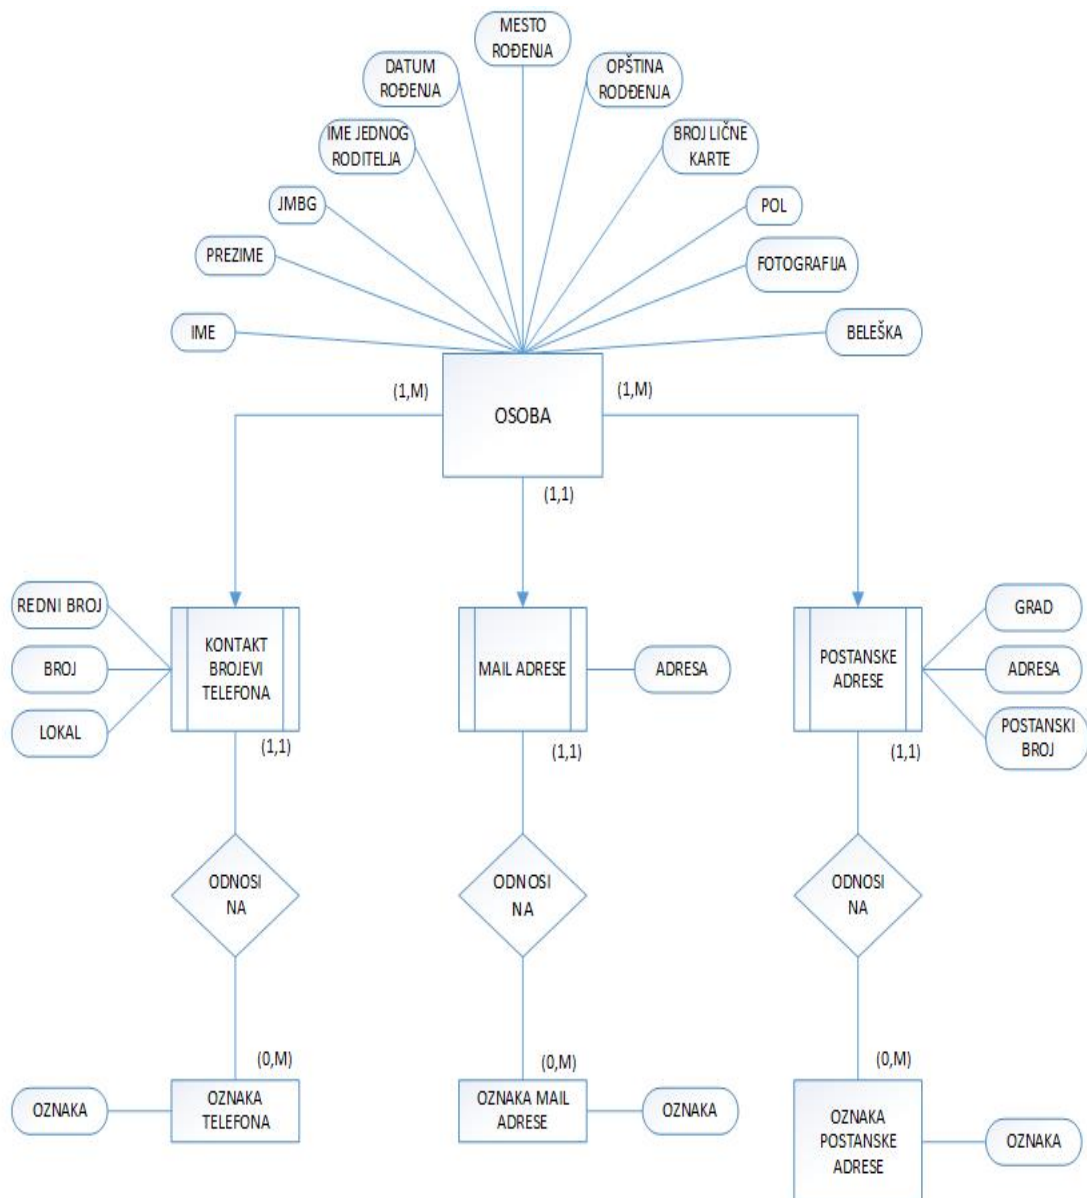 MESTO
ROĐENJA
DATUM
ROĐENJA
OPŠTINA
RODĐENJA
IME JEDNOG
RODITELJA
BROJ LIČNE
KARTE
JMBG
POL
PREZIME
FOTOGRAFIJA
IME
BELEŠKA
(1,M)
OSOBA
(1,M)
(1,1)
REDNI BROJ
BROJ
LOKAL
KONTAKT
BROJEVI
TELEFONA
MAIL ADRESE
ADRESA
POSTANSKE
ADRESE
GRAD
ADRESA
POSTANSKI
BROJ
(1,1)
(1,1)
(1,1)
ODNOSI
NA
ODNOSI
NA
ODNOSI
NA
(0,M)
(0,M)
(0,M)
OZNAKA
OZNAKA
TELEFONA
OZNAKA MAIL
ADRESE
OZNAKA
OZNAKA
POSTANSKE
ADRESE
OZNAKA